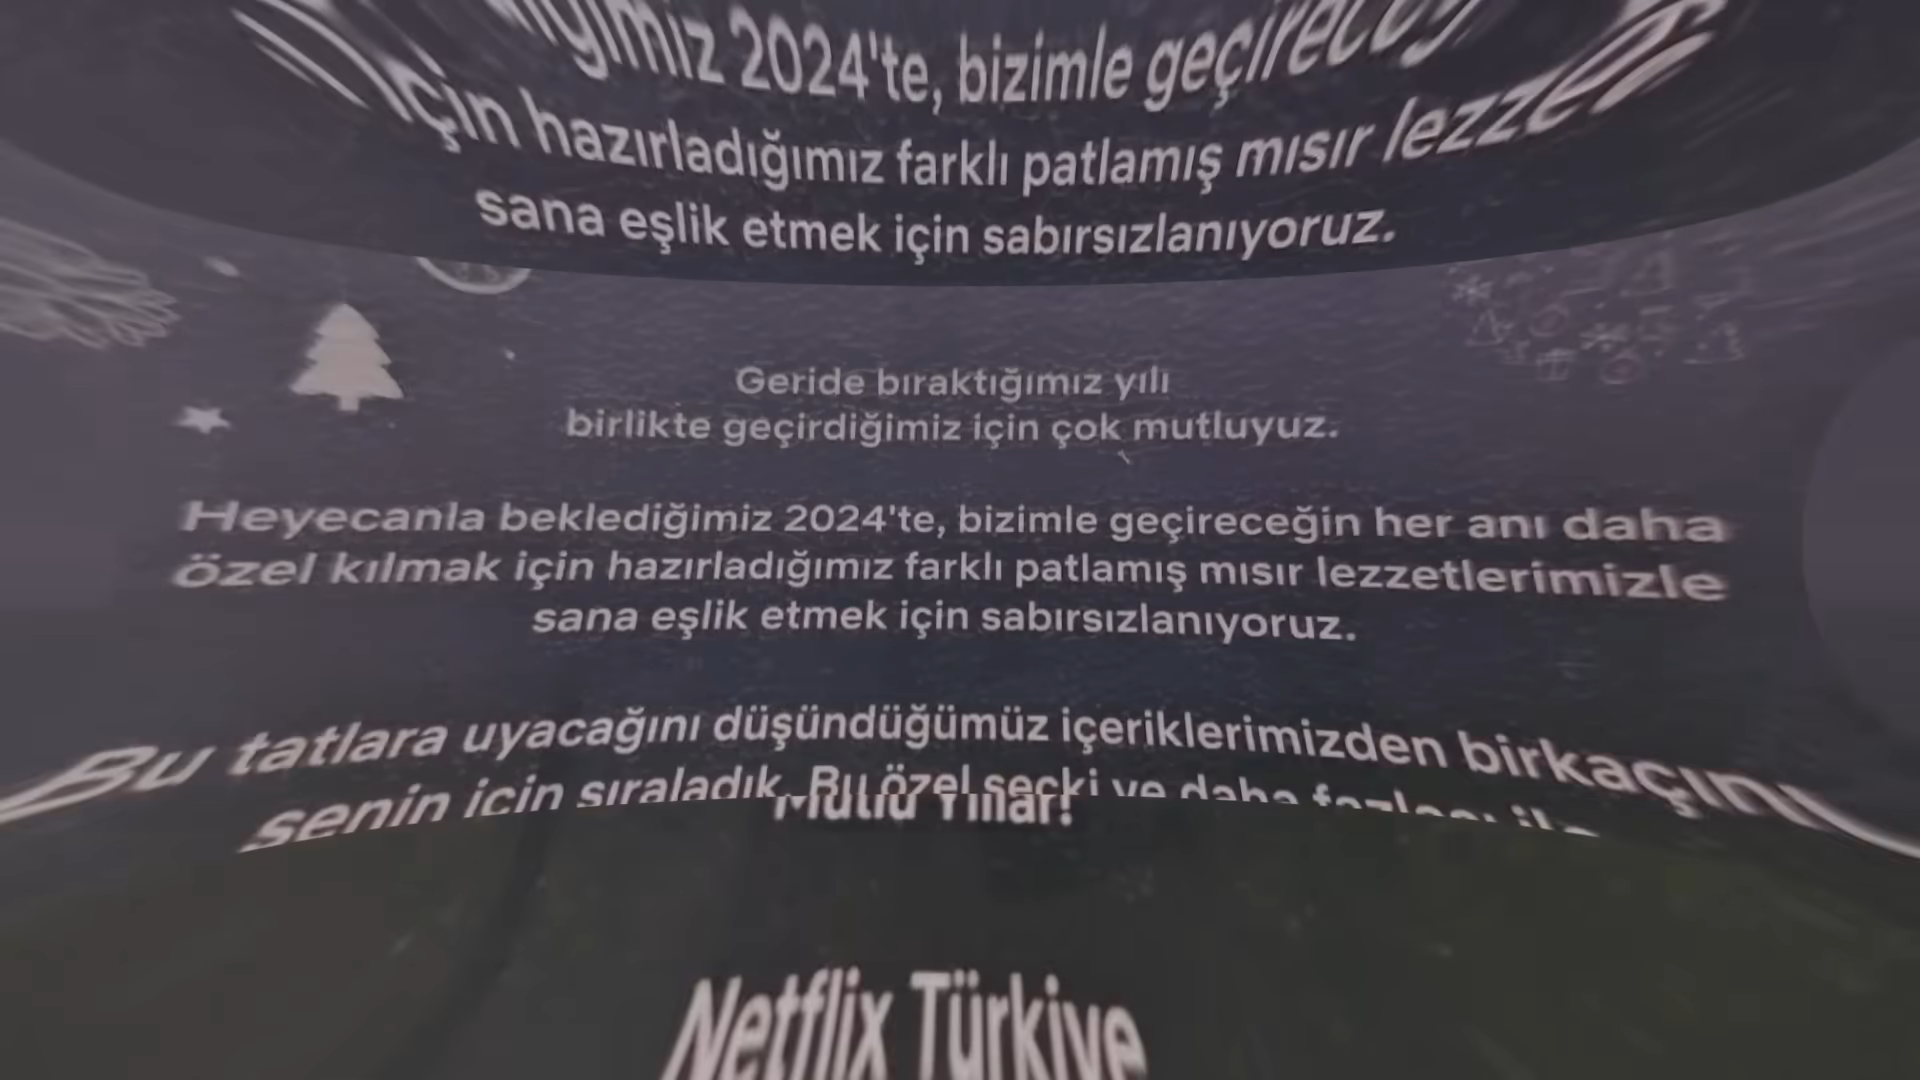 2024'te, bizimle
için hazırladığımız farklı patlamış mısır
sana eşlik etmek için sabırsızlanıyoruz.
Geride bıraktığımız yılı
birlikte geçirdiğimiz için çok mutluyuz.
Heyecanla beklediğimiz 2024'te, bizimle geçireceğin her anı daha
özel kılmak için hazırladığımız farklı patlamış mısır lezzetlerimizle
sana eşlik etmek için sabırsızlanıyoruz.
Bu tatlara uyacağını düşündüğümüz içeriklerimizden birkaçını
senin için sıraladık. Bu özel seçki ve daha
Mutlu Yıllar!
Netflix Türkiye